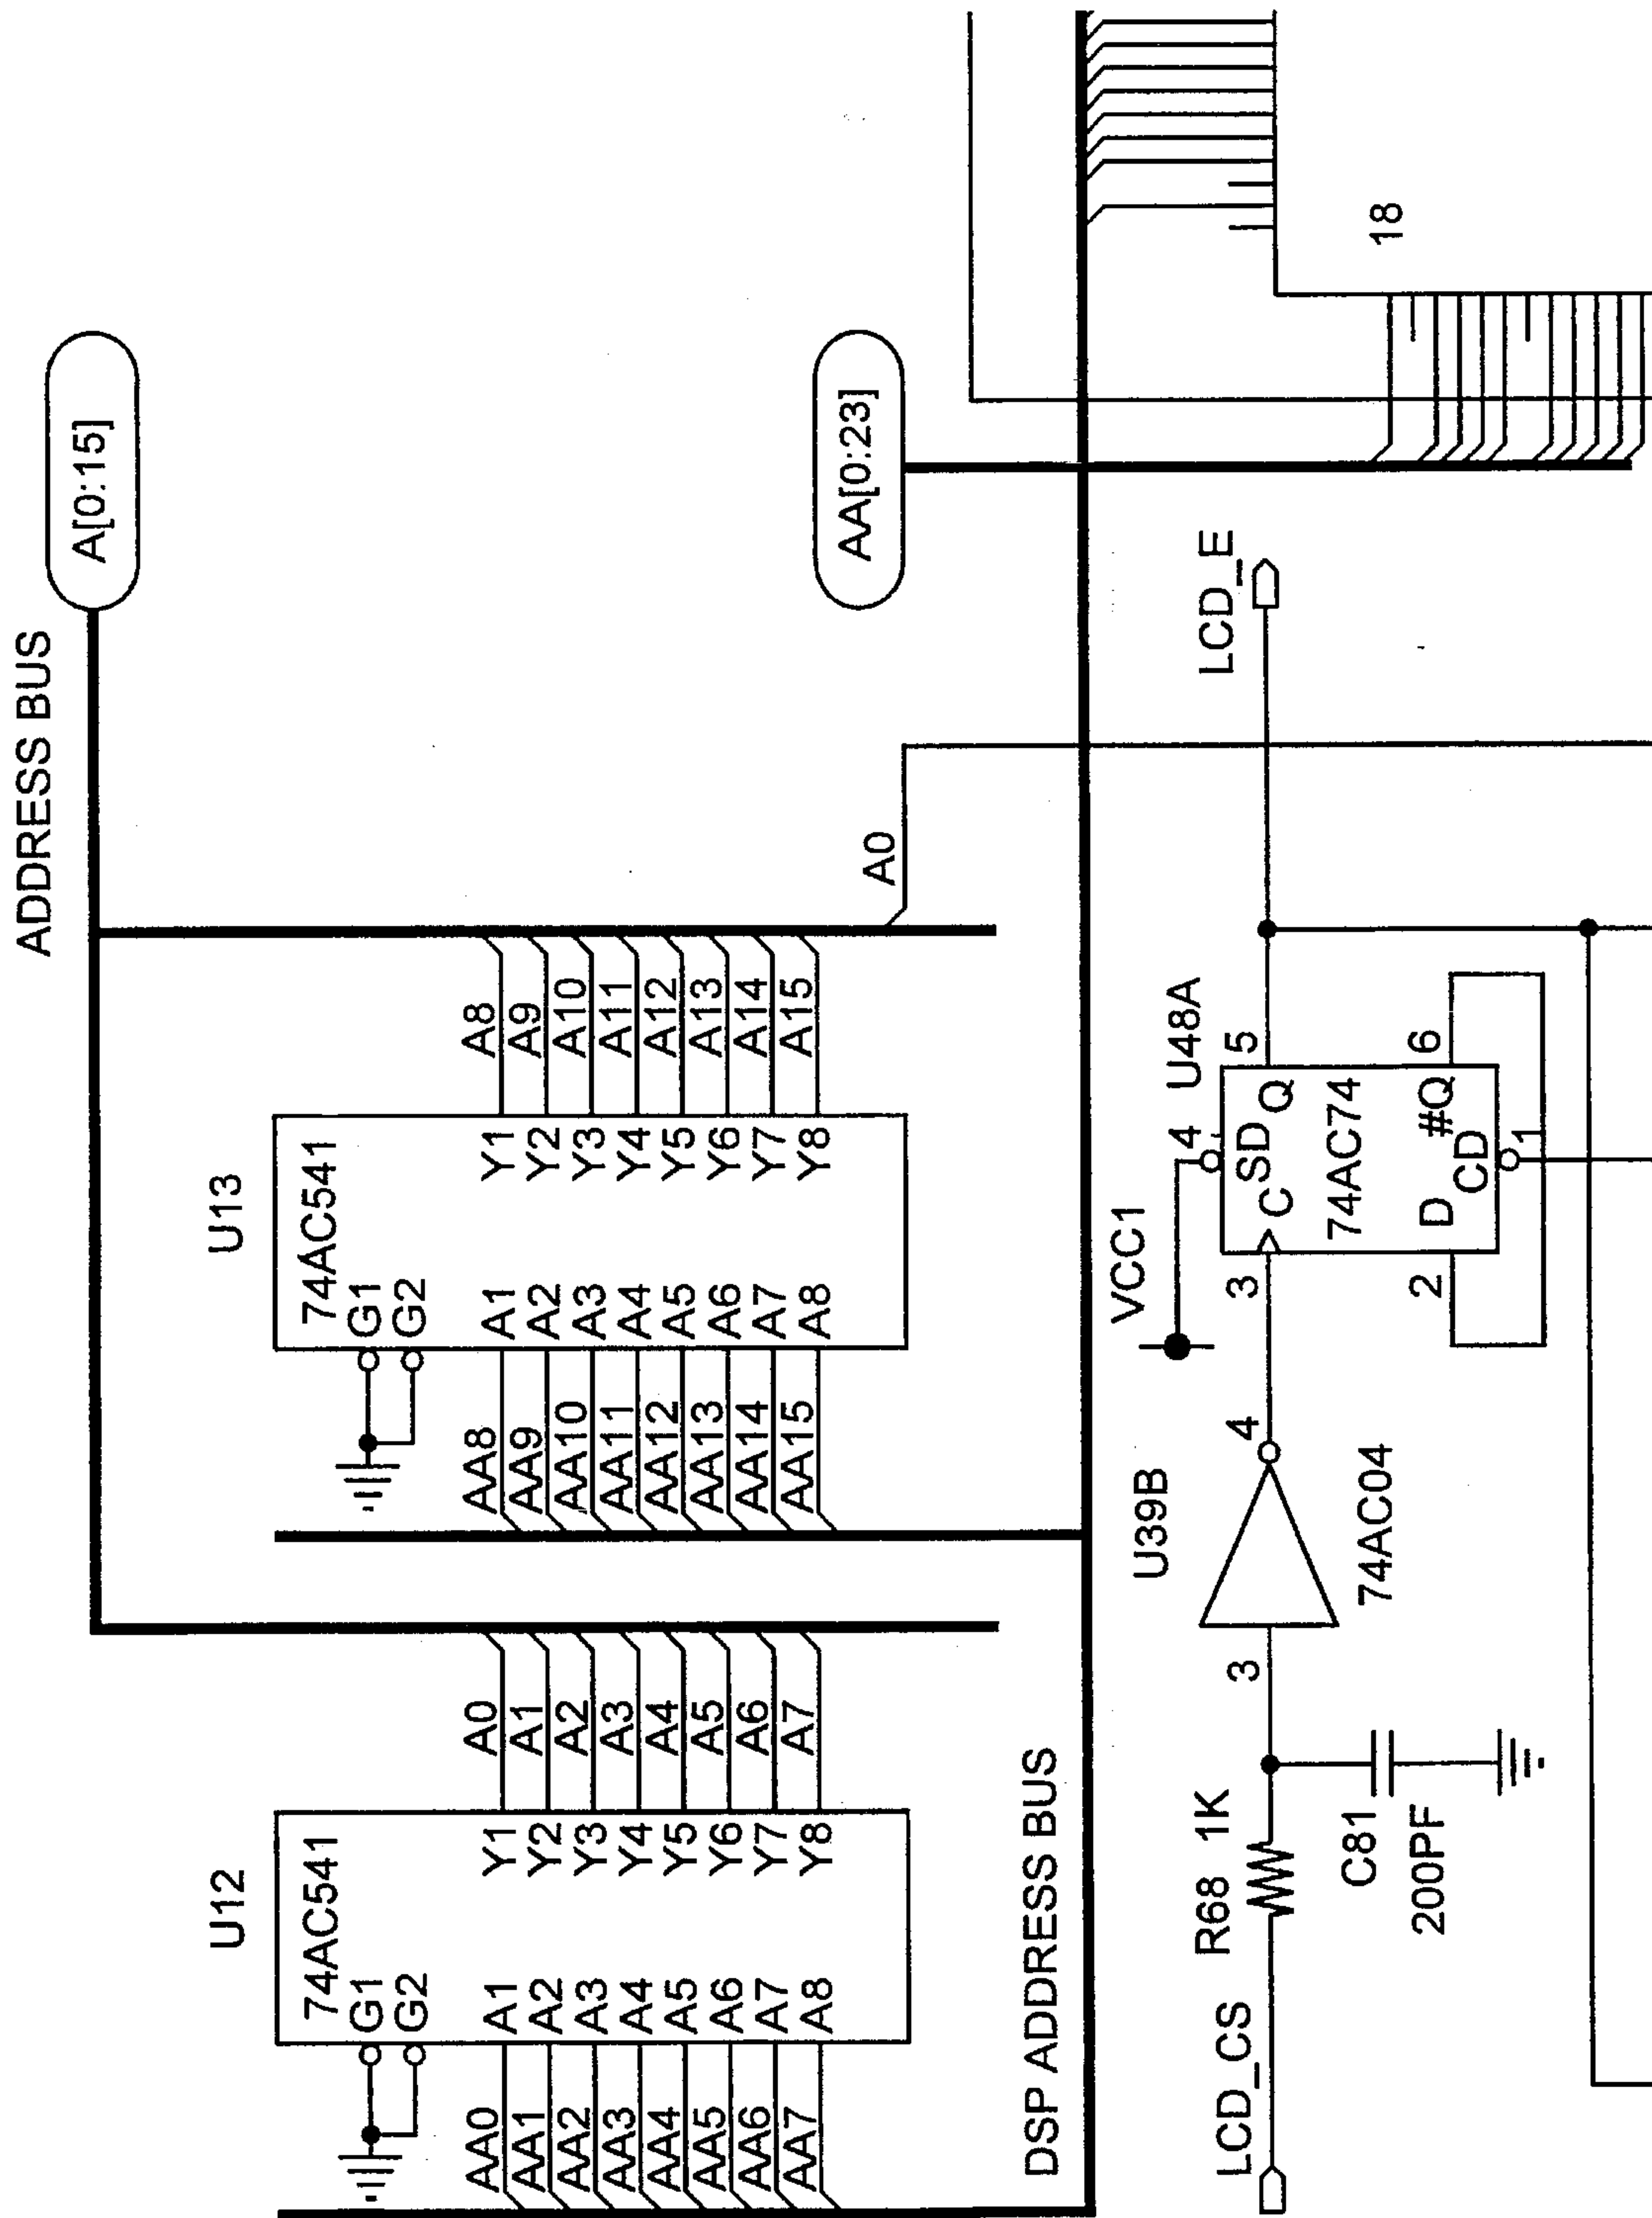 ADDRESS BUS
A[0:15]
U12
74AC541
G1
G2
A1 Y1
A2 Y2
A3 Y3
A4 Y4
A5 Y5
A6 Y6
A7 Y7
A8 Y8
AA0
AA1
AA2
AA3
AA4
AA5
AA6
AA7
A0
A1
A2
A3
A4
A5
A6
A7
U13
74AC541
G1
G2
A1 Y1
A2 Y2
A3 Y3
A4 Y4
A5 Y5
A6 Y6
A7 Y7
A8 Y8
AA8
AA9
AA10
AA11
AA12
AA13
AA14
AA15
A8
A9
A10
A11
A12
A13
A14
A15
A0
AA[0:23]
DSP ADDRESS BUS
LCD_CS
R68 1K
C81
200PF
U39B
3
4
74AC04
VCC1
U48A
4
3
5
SD
C Q
74AC74
D #Q
CD
2
6
1
LCD_E
18